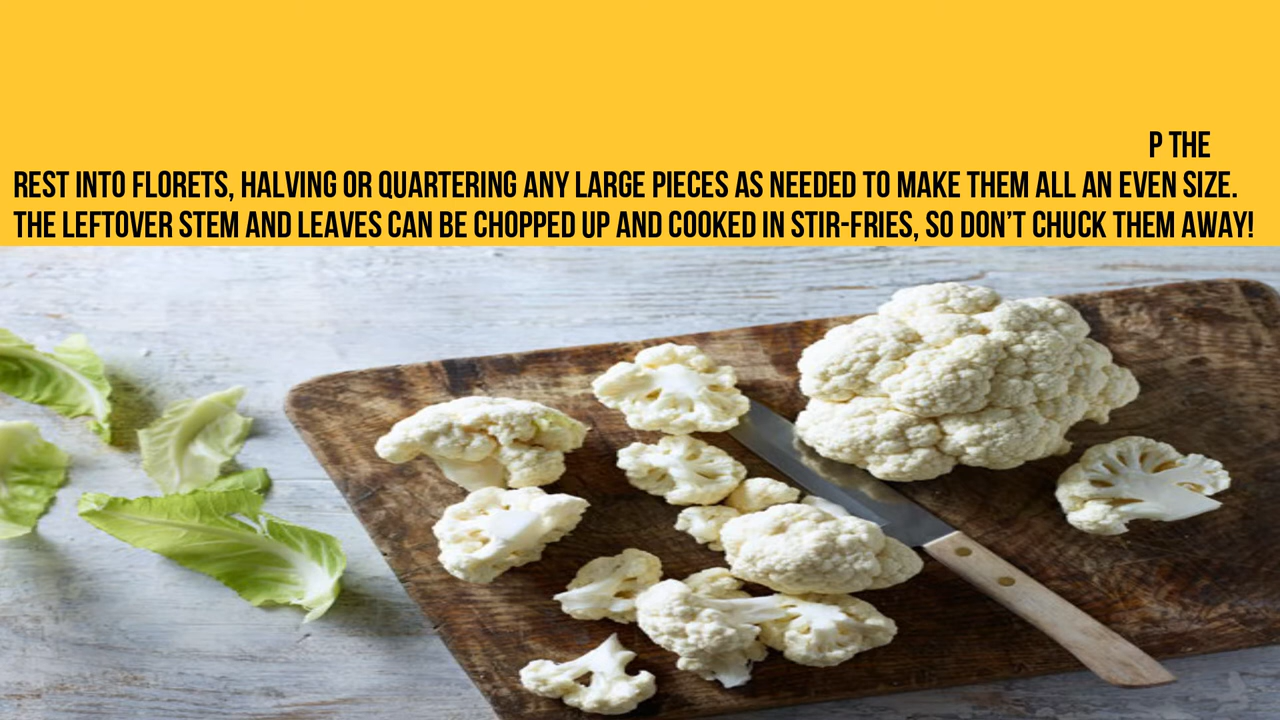 P THE
REST INTO FLORETS, HALVING OR QUARTERING ANY LARGE PIECES AS NEEDED TO MAKE THEM ALL AN EVEN SIZE.
THE LEFTOVER STEM AND LEAVES CAN BE CHOPPED UP AND COOKED IN STIR-FRIES, SO DON’T CHUCK THEM AWAY!